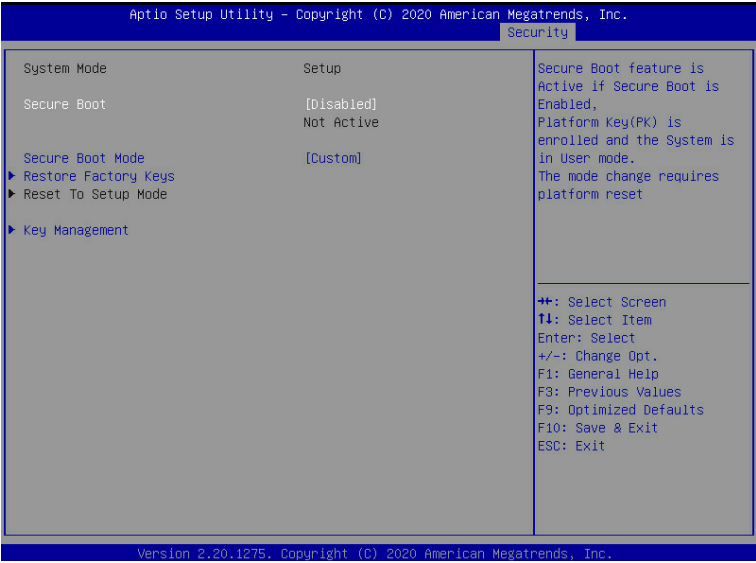 Aptio Setup Utility – Copyright (C) 2020 American Megatrends, Inc.
Security
System Mode Setup
Secure Boot [Disabled]
Not Active
Secure Boot Mode [Custom]
▶ Restore Factory Keys
▶ Reset To Setup Mode
▶ Key Management
Secure Boot feature is
Active if Secure Boot is
Enabled,
Platform Key(PK) is
enrolled and the System is
in User mode.
The mode change requires
platform reset
→←: Select Screen
↑↓: Select Item
Enter: Select
+/-: Change Opt.
F1: General Help
F3: Previous Values
F9: Optimized Defaults
F10: Save & Exit
ESC: Exit
Version 2.20.1275. Copyright (C) 2020 American Megatrends, Inc.